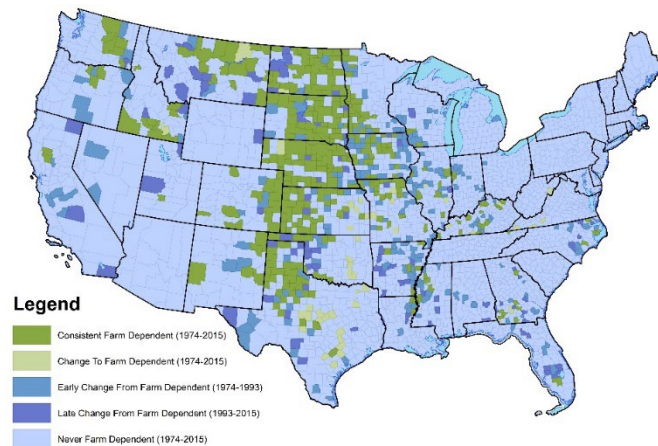 Legend
Consistent Farm Dependent (1974-2015)
Change To Farm Dependent (1974-2015)
Early Change From Farm Dependent (1974-1993)
Late Change From Farm Dependent (1993-2015)
Never Farm Dependent (1974-2015)